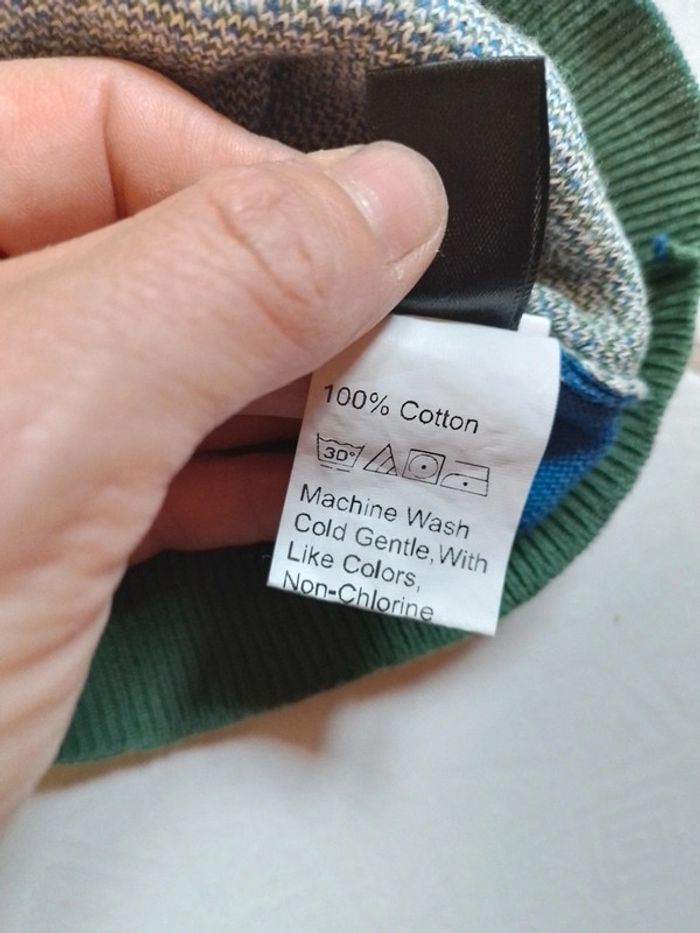 100% Cotton
30°
Machine Wash
Cold Gentle, With
Like Colors,
Non-Chlorine